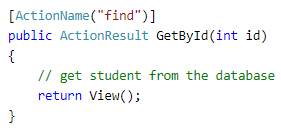 [ActionName("find")]
public ActionResult GetById(int id)
{
    // get student from the database
    return View();
}